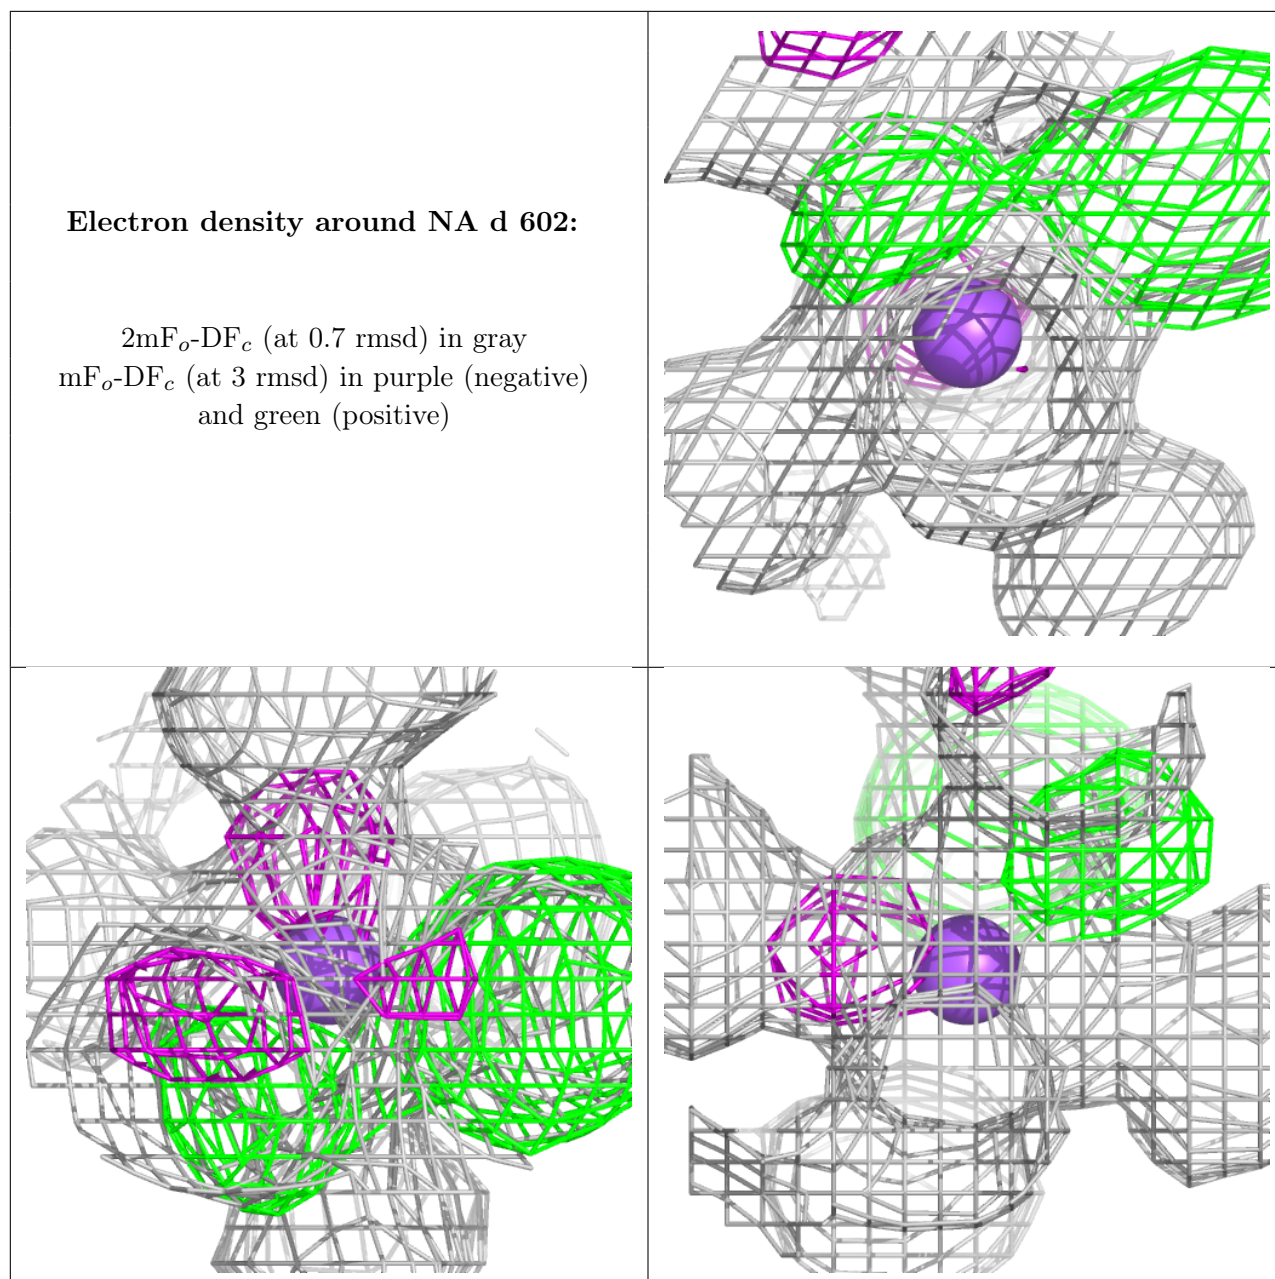 Electron density around NA d 602:
2mFₒ-DF𝒸 (at 0.7 rmsd) in gray
mFₒ-DF𝒸 (at 3 rmsd) in purple (negative)
and green (positive)